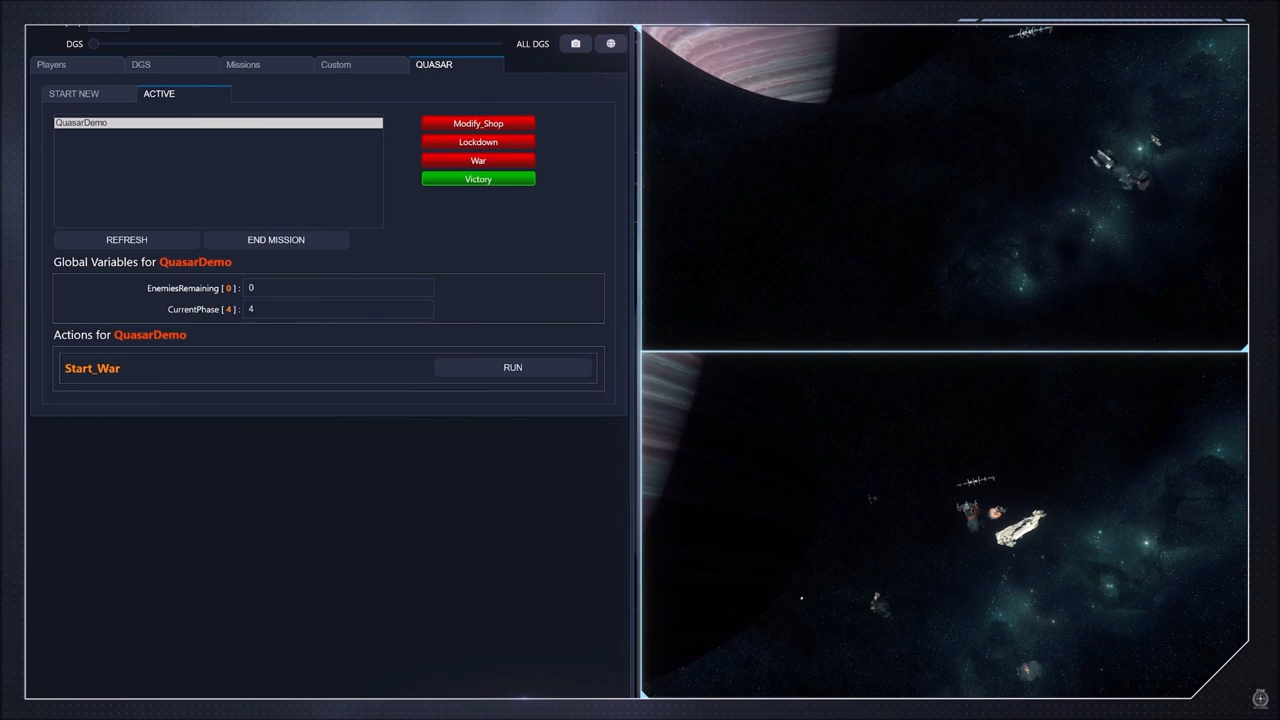 DGS ALL DGS
Players DGS Missions Custom QUASAR
START NEW ACTIVE
QuasarDemo
Modify_Shop
Lockdown
War
Victory
REFRESH END MISSION
Global Variables for QuasarDemo
EnemiesRemaining [ 0 ] : 0
CurrentPhase [ 4 ] : 4
Actions for QuasarDemo
Start_War RUN